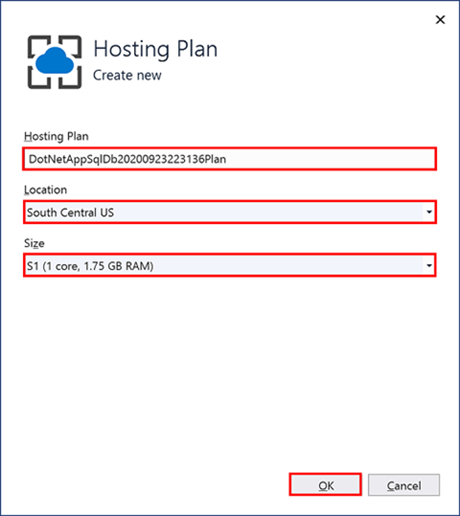 Hosting Plan
Create new
Hosting Plan
DotNetAppSqlDb20200923223136Plan
Location
South Central US
Size
S1 (1 core, 1.75 GB RAM)
OK
Cancel